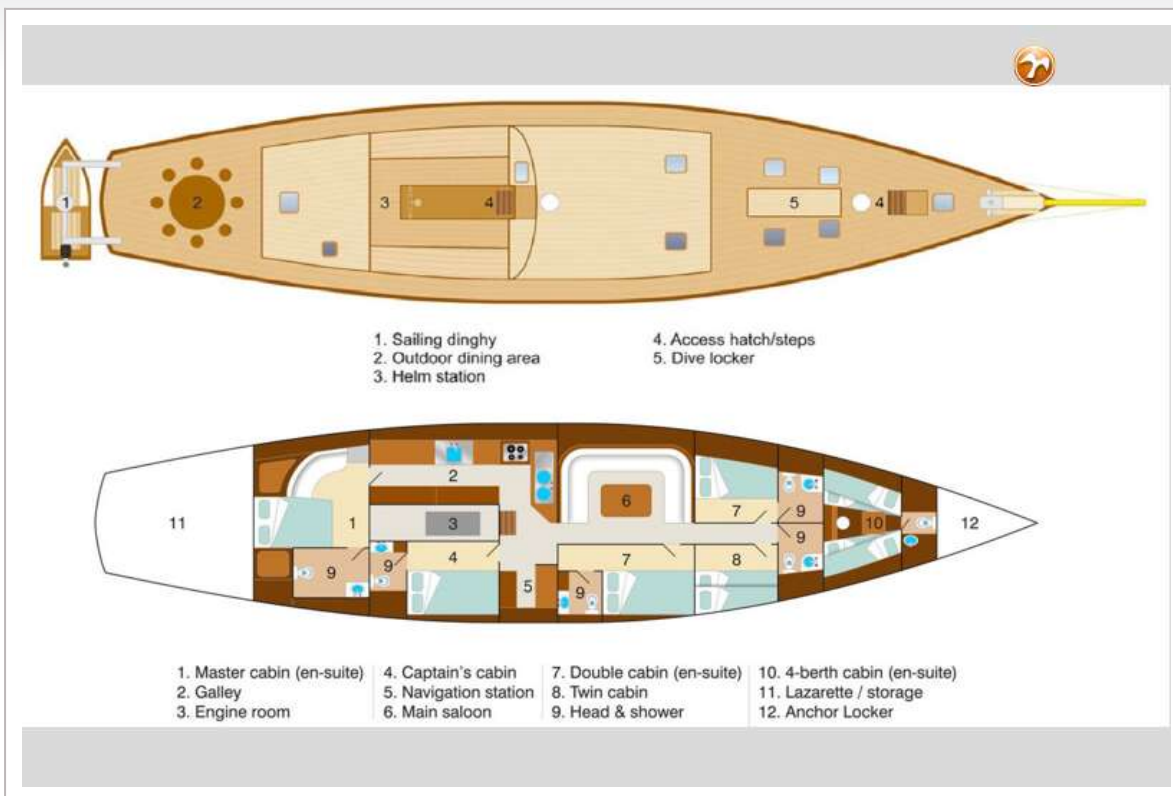 1
2
3
4
5
4
1. Sailing dinghy
2. Outdoor dining area
3. Helm station
4. Access hatch/steps
5. Dive locker
11
1
2
3
4
5
6
7
7
8
9
9
9
9
9
10
12
1. Master cabin (en-suite)
2. Galley
3. Engine room
4. Captain's cabin
5. Navigation station
6. Main saloon
7. Double cabin (en-suite)
8. Twin cabin
9. Head & shower
10. 4-berth cabin (en-suite)
11. Lazarette / storage
12. Anchor Locker